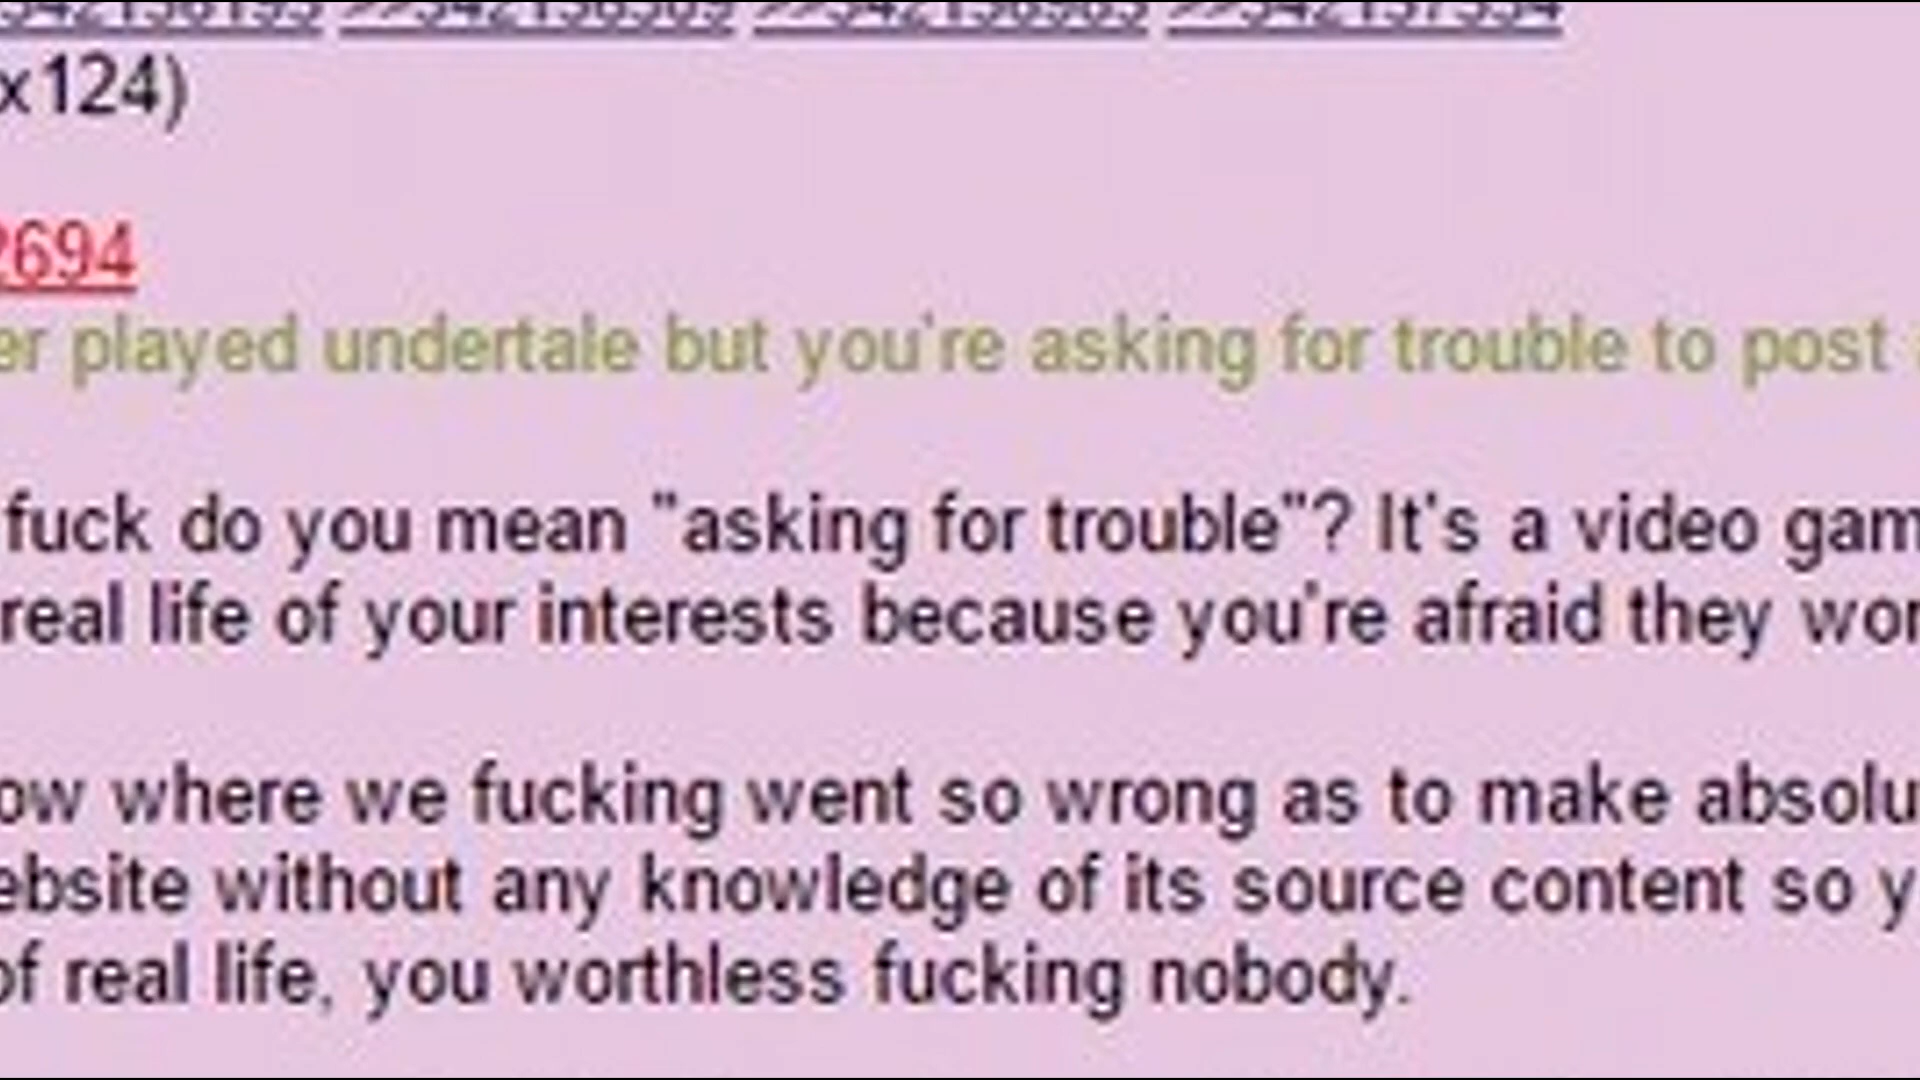 x124)
2694
er played undertale but you're asking for trouble to post
fuck do you mean "asking for trouble"? It's a video gam
real life of your interests because you're afraid they wor
ow where we fucking went so wrong as to make absolu
ebsite without any knowledge of its source content so y
of real life, you worthless fucking nobody.